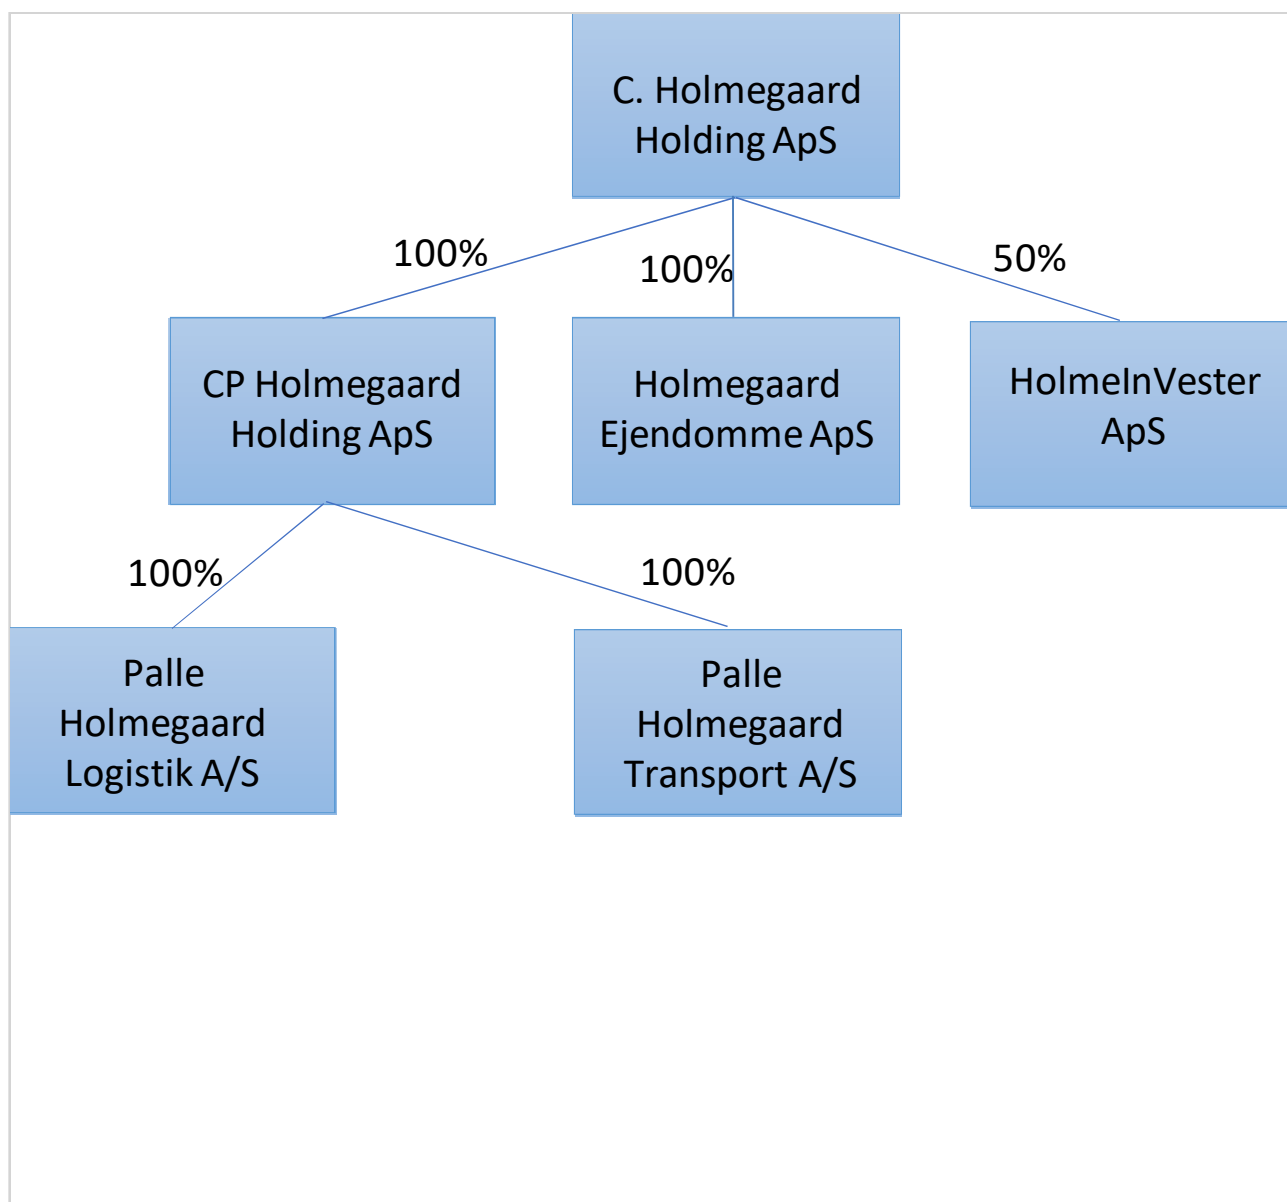 C. Holmegaard
Holding ApS
100%
100%
50%
CP Holmegaard
Holding ApS
Holmegaard
Ejendomme ApS
HolmeInVester
ApS
100%
100%
Palle
Holmegaard
Logistik A/S
Palle
Holmegaard
Transport A/S